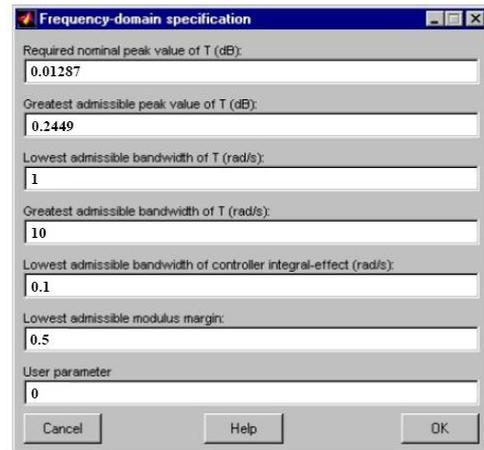 Frequency-domain specification
Required nominal peak value of T (dB):
0.01287
Greatest admissible peak value of T (dB):
0.2449
Lowest admissible bandwidth of T (rad/s):
1
Greatest admissible bandwidth of T (rad/s):
10
Lowest admissible bandwidth of controller integral-effect (rad/s):
0.1
Lowest admissible modulus margin:
0.5
User parameter
0
Cancel Help OK